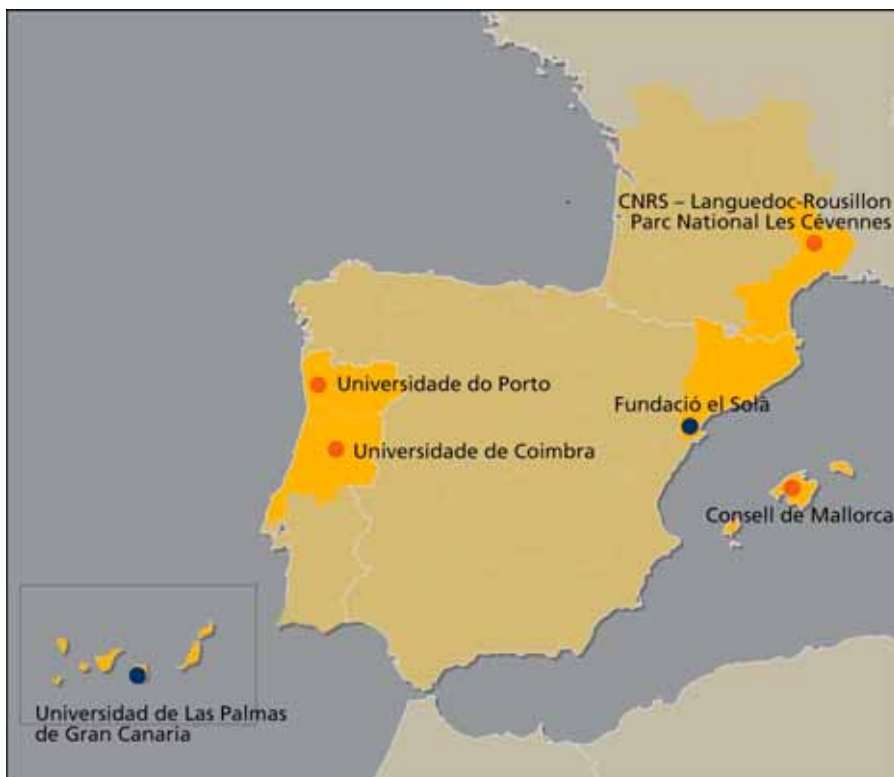 CNRS – Languedoc-Rousillon
Parc National Les Cévennes
Universidade do Porto
Fundació el Solà
Universidade de Coimbra
Consell de Mallorca
Universidad de Las Palmas
de Gran Canaria